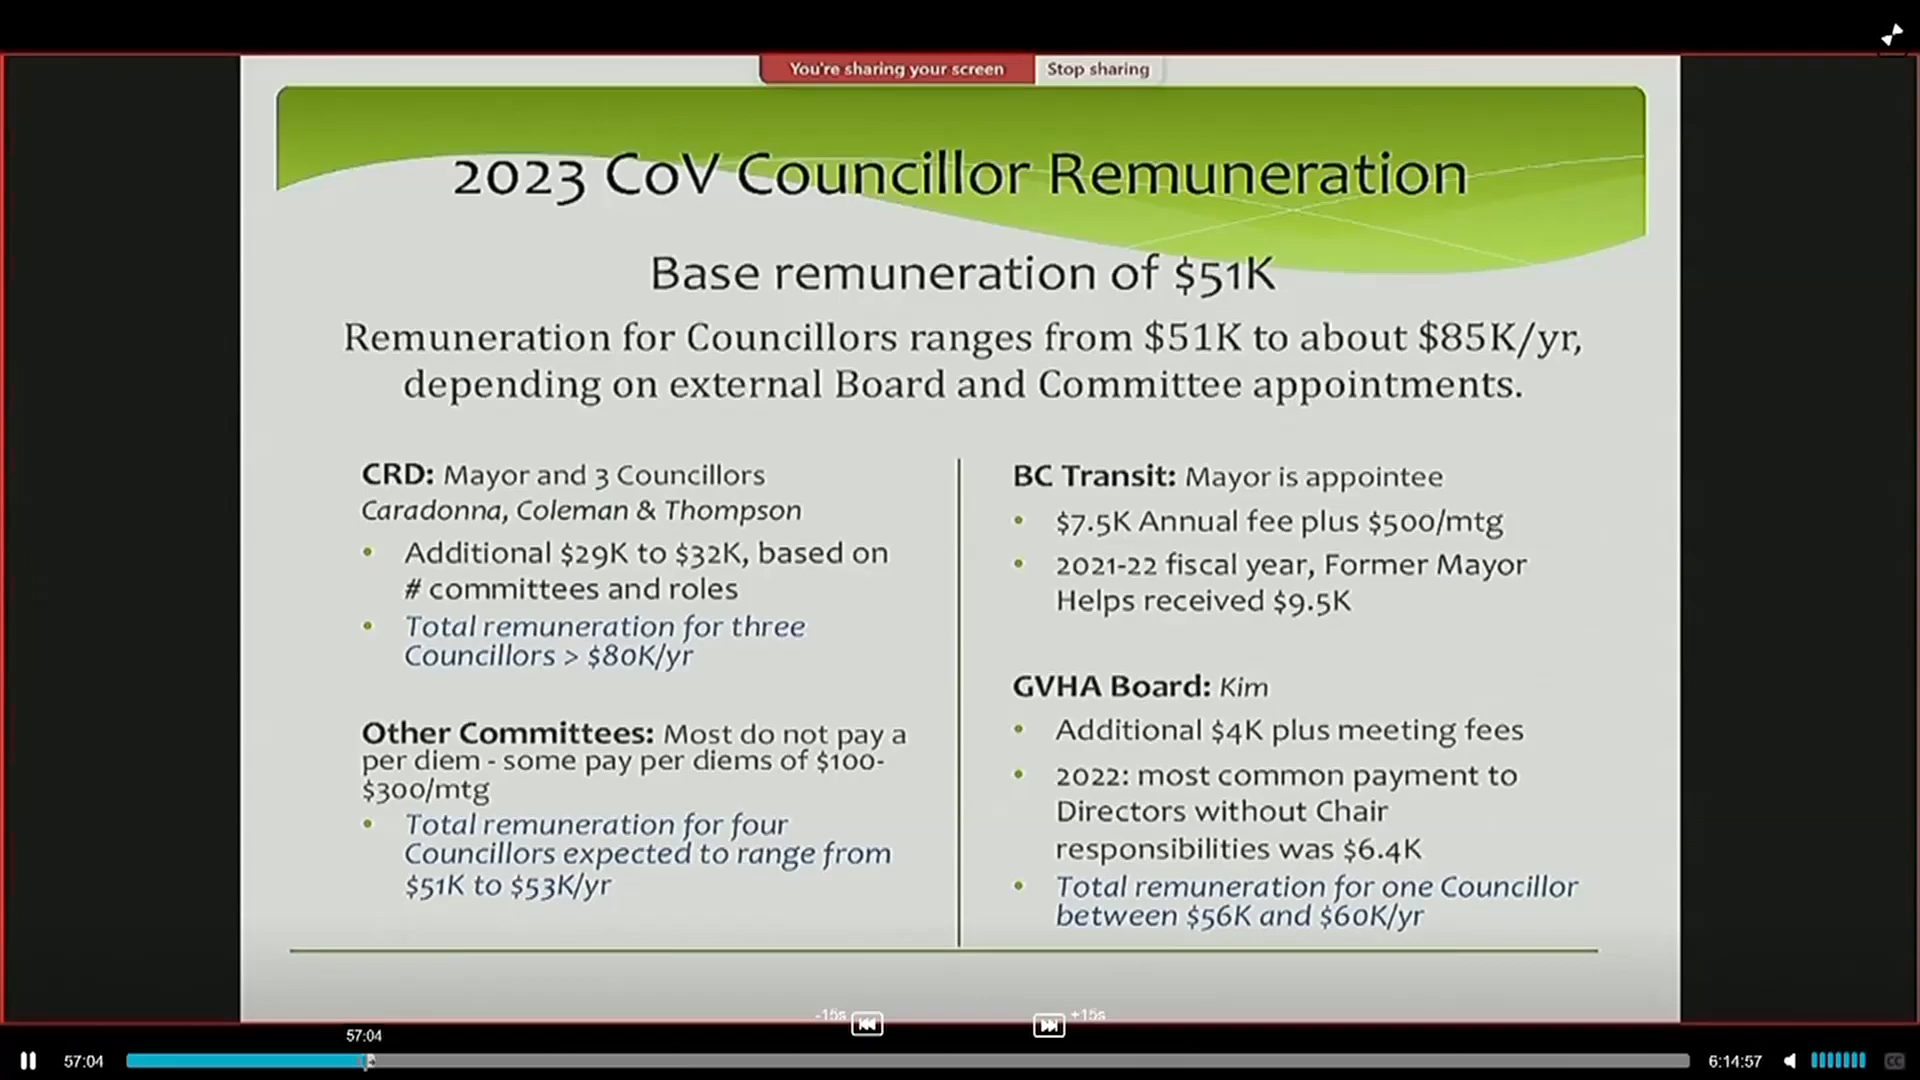 You're sharing your screen Stop sharing
2023 CoV Councillor Remuneration
Base remuneration of $51K
Remuneration for Councillors ranges from $51K to about $85K/yr,
depending on external Board and Committee appointments.
CRD: Mayor and 3 Councillors
Caradonna, Coleman & Thompson
• Additional $29K to $32K, based on
# committees and roles
• Total remuneration for three
Councillors > $80K/yr
Other Committees: Most do not pay a
per diem - some pay per diems of $100-
$300/mtg
• Total remuneration for four
Councillors expected to range from
$51K to $53K/yr
BC Transit: Mayor is appointee
• $7.5K Annual fee plus $500/mtg
• 2021-22 fiscal year, Former Mayor
Helps received $9.5K
GVHA Board: Kim
• Additional $4K plus meeting fees
• 2022: most common payment to
Directors without Chair
responsibilities was $6.4K
• Total remuneration for one Councillor
between $56K and $60K/yr
-15s +15s
57:04
57:04 6:14:57 CC